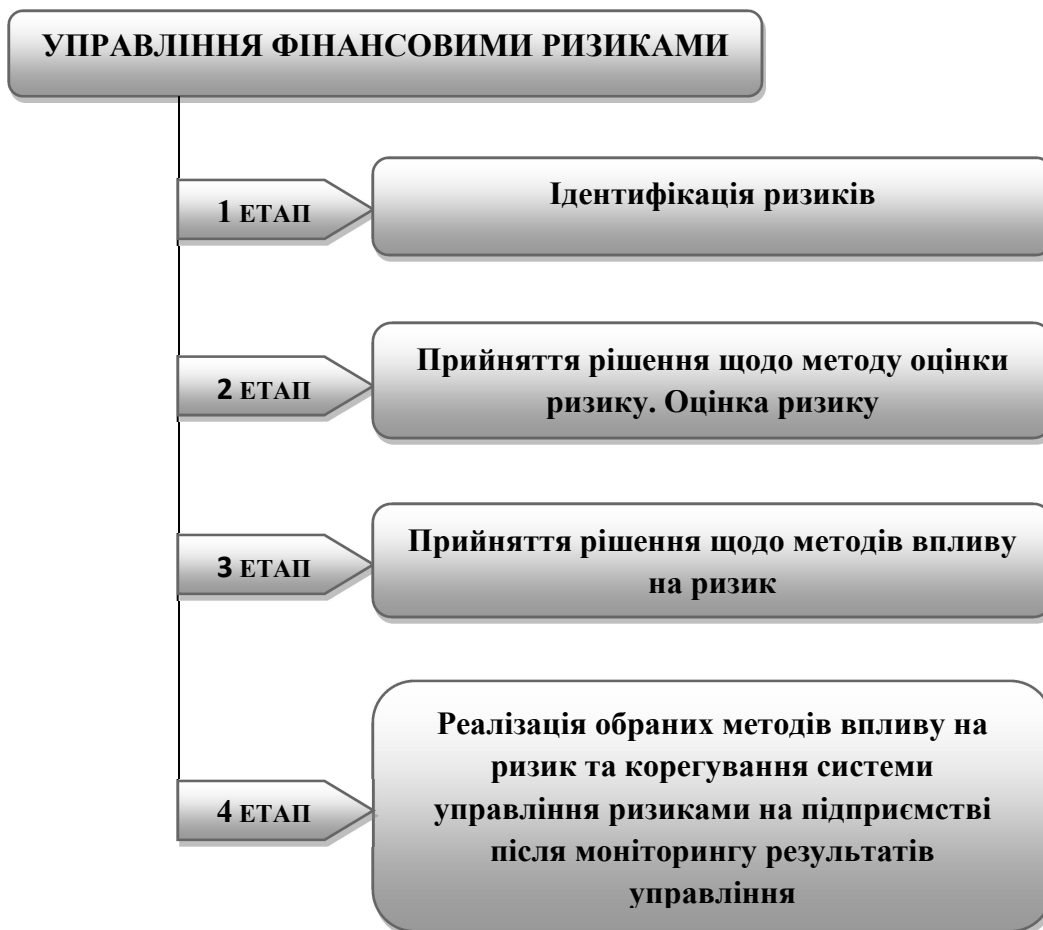 УПРАВЛІННЯ ФІНАНСОВИМИ РИЗИКАМИ
1 ЕТАП
Ідентифікація ризиків
2 ЕТАП
Прийняття рішення щодо методу оцінки
ризику. Оцінка ризику
3 ЕТАП
Прийняття рішення щодо методів впливу
на ризик
4 ЕТАП
Реалізація обраних методів впливу на
ризик та корегування системи
управління ризиками на підприємстві
після моніторингу результатів
управління